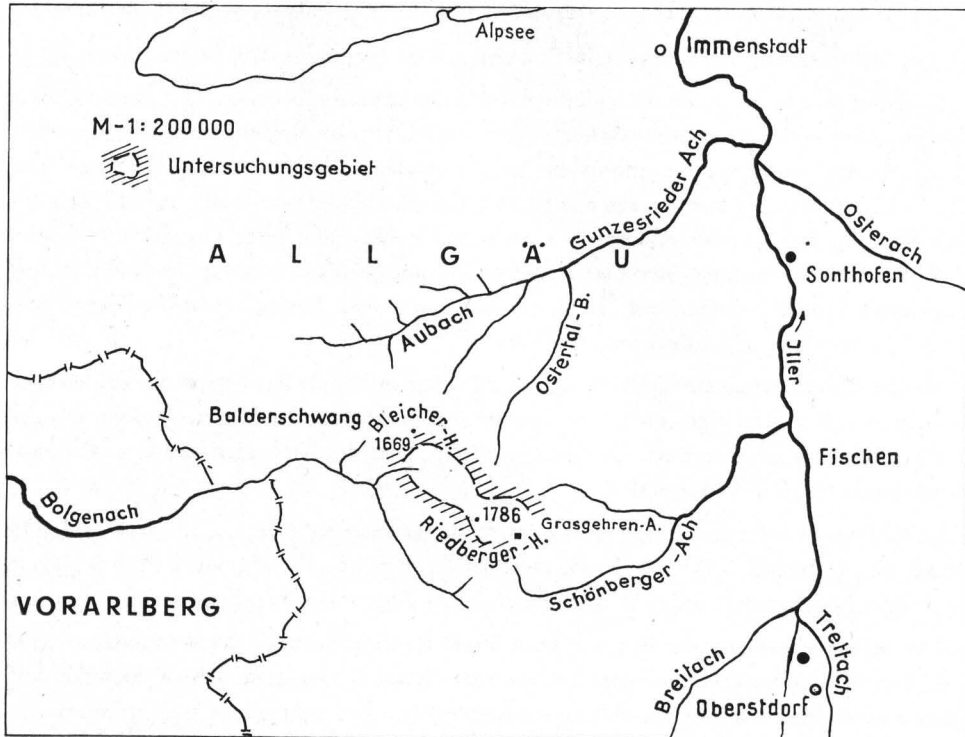 Alpsee
Immenstadt
M-1:200 000
Untersuchungsgebiet
Gunzesrieder Ach
Osterach
ALLGÄU
Sonthofen
Aubach
Ostertal-B.
Iller
Balderschwang
Bleicher-H.
1669
Fischen
Bolgenach
1786
Grasgehren-A.
Riedberger-H.
Schönberger-Ach
VORARLBERG
Breitach
Trettach
Oberstdorf